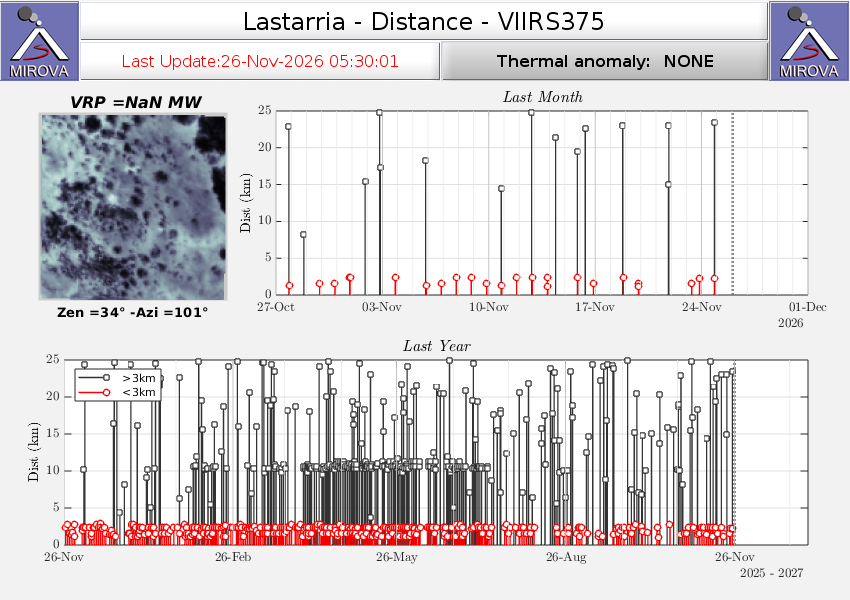 Lastarria - Distance - VIIRS375
MIROVA
Last Update:26-Nov-2026 05:30:01
Thermal anomaly: NONE
MIROVA
VRP =NaN MW
Zen =34° -Azi =101°
Last Month
Dist (km)
25
20
15
10
5
0
27-Oct
03-Nov
10-Nov
17-Nov
24-Nov
01-Dec
2026
Last Year
Dist (km)
25
20
15
10
5
0
>3km
<3km
26-Nov
26-Feb
26-May
26-Aug
26-Nov
2025 - 2027